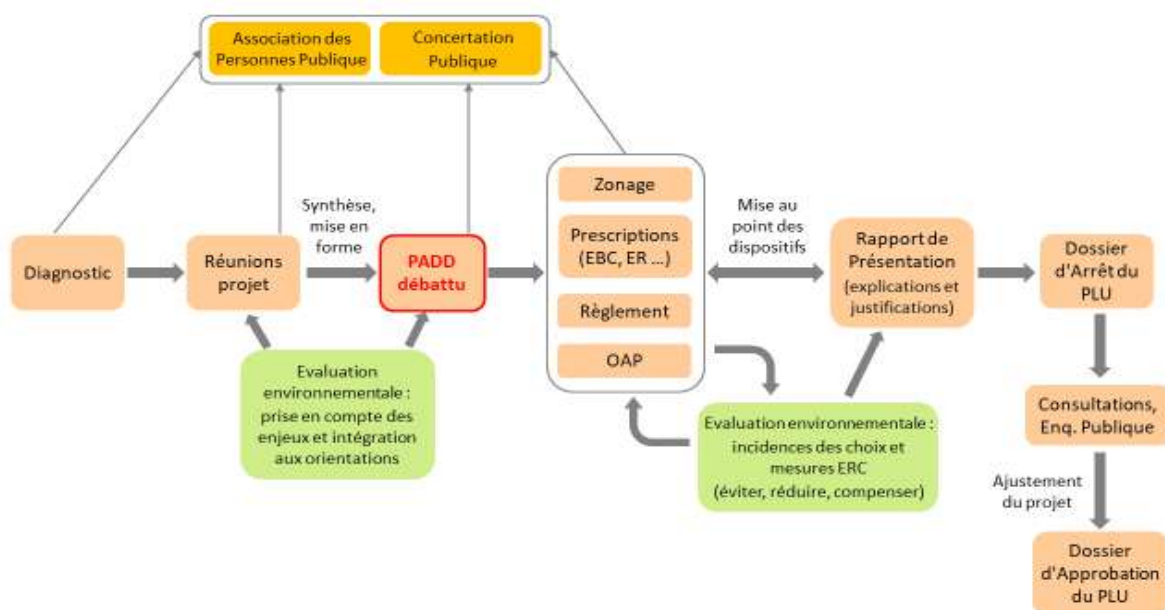 Association des
Personnes Publique
Concertation
Publique
Diagnostic
Réunions
projet
Synthèse,
mise en
forme
PADD
débattu
Zonage
Prescriptions
(EBC, ER ...)
Règlement
OAP
Mise au
point des
dispositifs
Rapport de
Présentation
(explications et
justifications)
Dossier
d'Arrêt du
PLU
Evaluation
environnementale :
prise en compte des
enjeux et intégration
aux orientations
Evaluation environnementale :
incidences des choix et
mesures ERC
(éviter, réduire, compenser)
Consultations,
Enq. Publique
Ajustement
du projet
Dossier
d'Approbation
du PLU